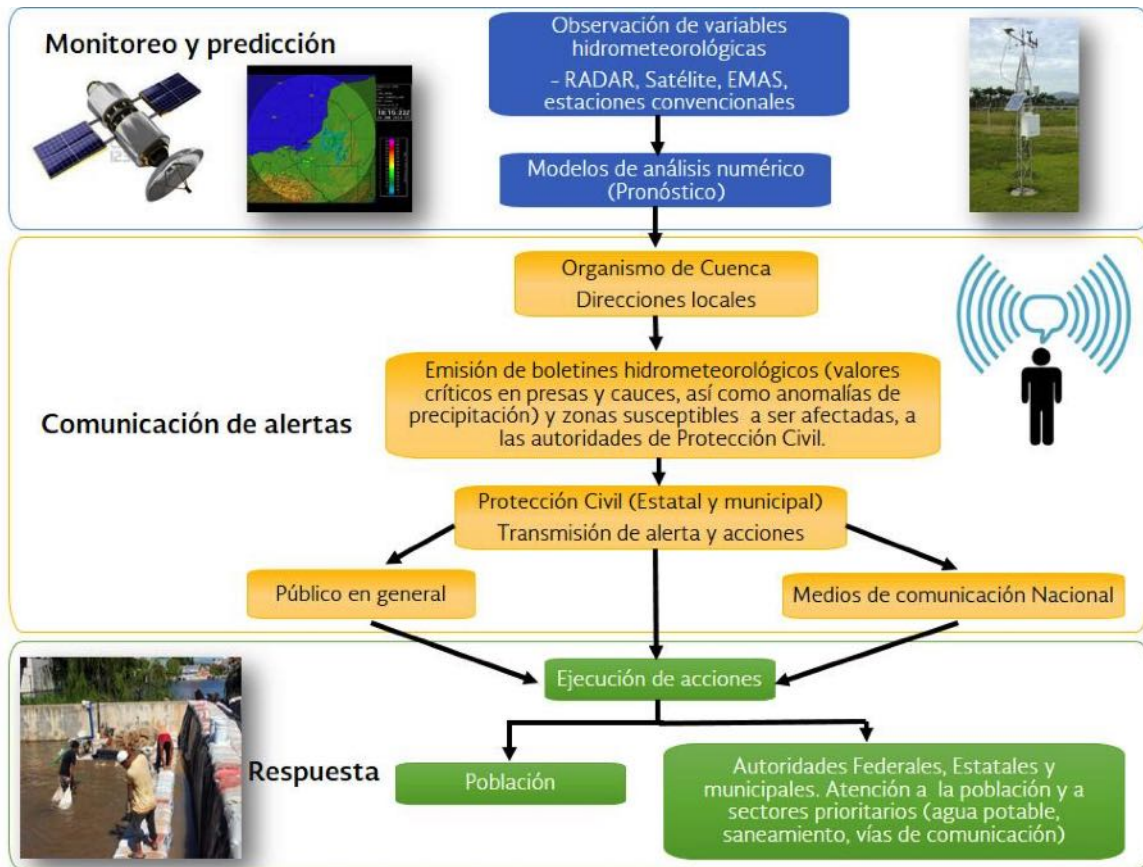 Monitoreo y predicción
Observación de variables
hidrometeorológicas
- RADAR, Satélite, EMAS,
estaciones convencionales
Modelos de análisis numérico
(Pronóstico)
Organismo de Cuenca
Direcciones locales
Comunicación de alertas
Emisión de boletines hidrometeorológicos (valores
críticos en presas y cauces, así como anomalías de
precipitación) y zonas susceptibles a ser afectadas, a
las autoridades de Protección Civil.
Protección Civil (Estatal y municipal)
Transmisión de alerta y acciones
Público en general
Medios de comunicación Nacional
Ejecución de acciones
Respuesta
Población
Autoridades Federales, Estatales y
municipales. Atención a la población y a
sectores prioritarios (agua potable,
saneamiento, vías de comunicación)